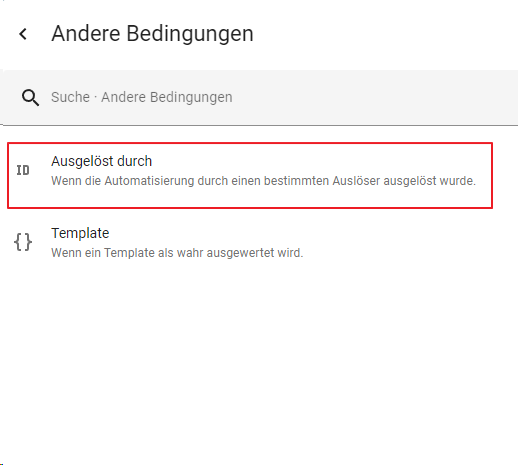 Andere Bedingungen
Suche · Andere Bedingungen
ID
Ausgelöst durch
Wenn die Automatisierung durch einen bestimmten Auslöser ausgelöst wurde.
{}
Template
Wenn ein Template als wahr ausgewertet wird.